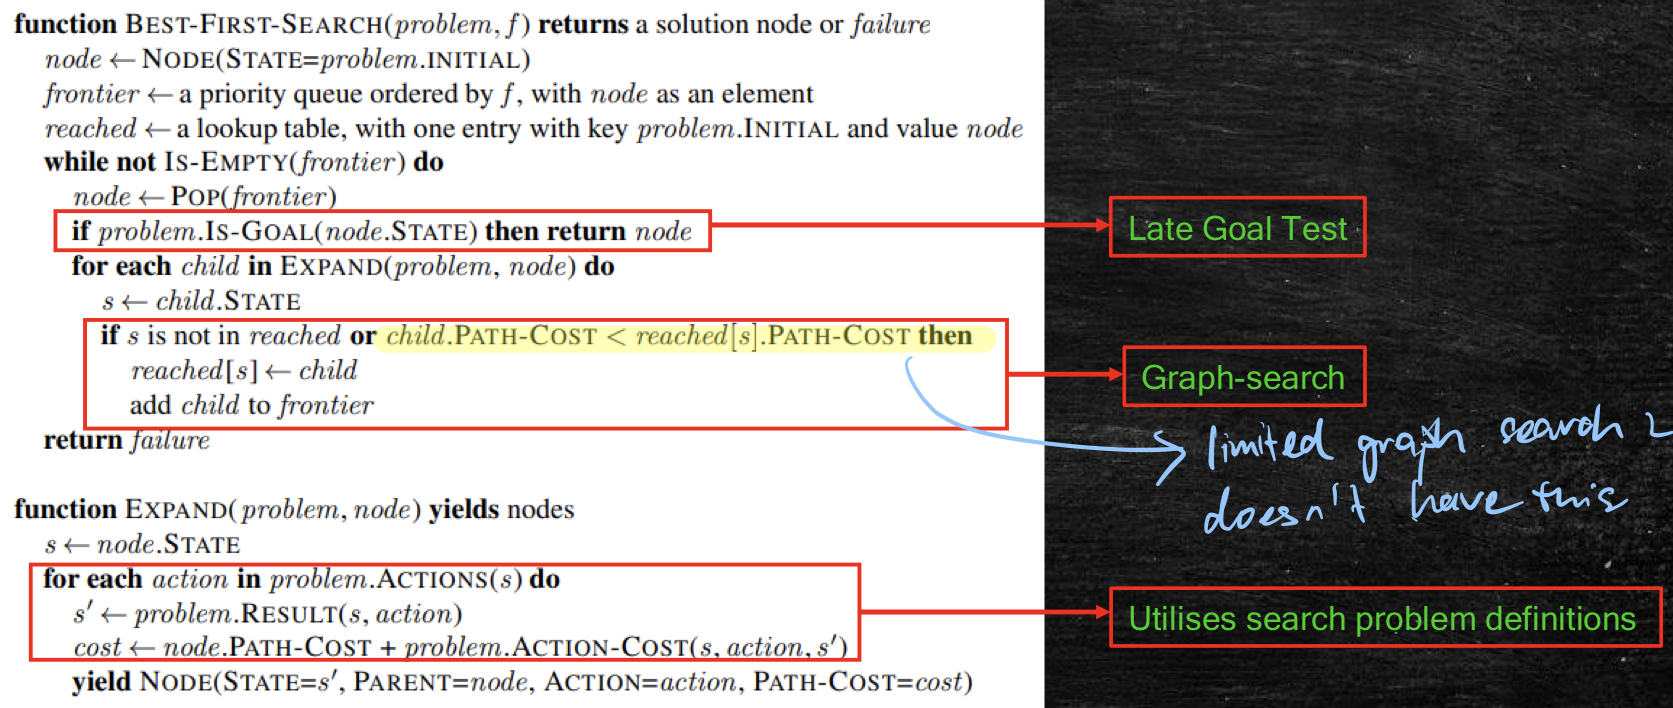 function BEST-FIRST-SEARCH(problem, f) returns a solution node or failure
node ← NODE(STATE=problem.INITIAL)
frontier ← a priority queue ordered by f, with node as an element
reached ← a lookup table, with one entry with key problem.INITIAL and value node
while not IS-EMPTY(frontier) do
node ← POP(frontier)
if problem.IS-GOAL(node.STATE) then return node
Late Goal Test
for each child in EXPAND(problem, node) do
s ← child.STATE
if s is not in reached or child.PATH-COST < reached[s].PATH-COST then
reached[s] ← child
add child to frontier
Graph-search
return failure
limited graph search
doesn't have this
function EXPAND(problem, node) yields nodes
s ← node.STATE
for each action in problem.ACTIONS(s) do
s′ ← problem.RESULT(s, action)
cost ← node.PATH-COST + problem.ACTION-COST(s, action, s′)
Utilises search problem definitions
yield NODE(STATE=s′, PARENT=node, ACTION=action, PATH-COST=cost)